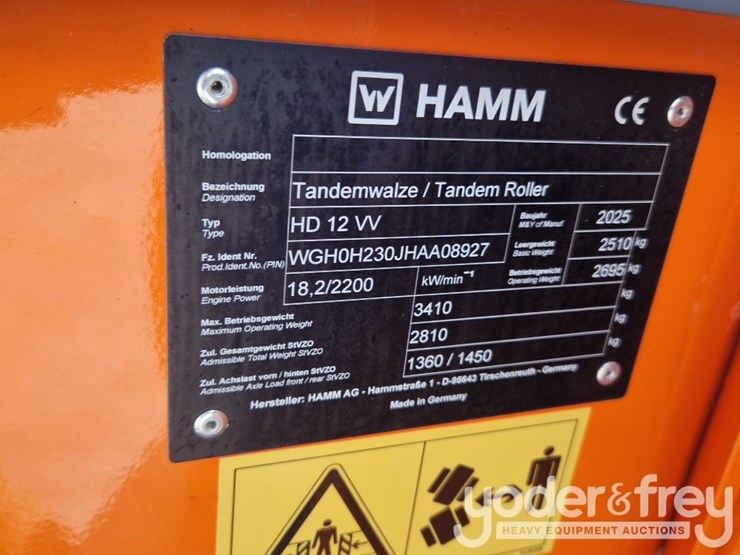 W HAMM CE
Homologation
Bezeichnung
Designation
Tandemwalze / Tandem Roller
Typ
Type
HD 12 VV
Baujahr
M&Y of Manuf.
2025
Fz. Ident Nr.
Prod.Ident.No.(PIN)
WGH0H230JHAA08927
Leergewicht
Basic Weight
2510 kg
Motorleistung
Engine Power
18,2/2200 kW/min⁻¹
Betriebsgewicht
Operating Weight
2695 kg
Max. Betriebsgewicht
Maximum Operating Weight
3410 kg
Zul. Gesamtgewicht StVZO
Admissible Total Weight StVZO
2810 kg
Zul. Achslast vorn / hinten StVZO
Admissible Axle Load front / rear StVZO
1360 / 1450 kg
Hersteller: HAMM AG - Hammstraße 1 - D-95643 Tirschenreuth - Germany
Made in Germany
yoder&frey
HEAVY EQUIPMENT AUCTIONS